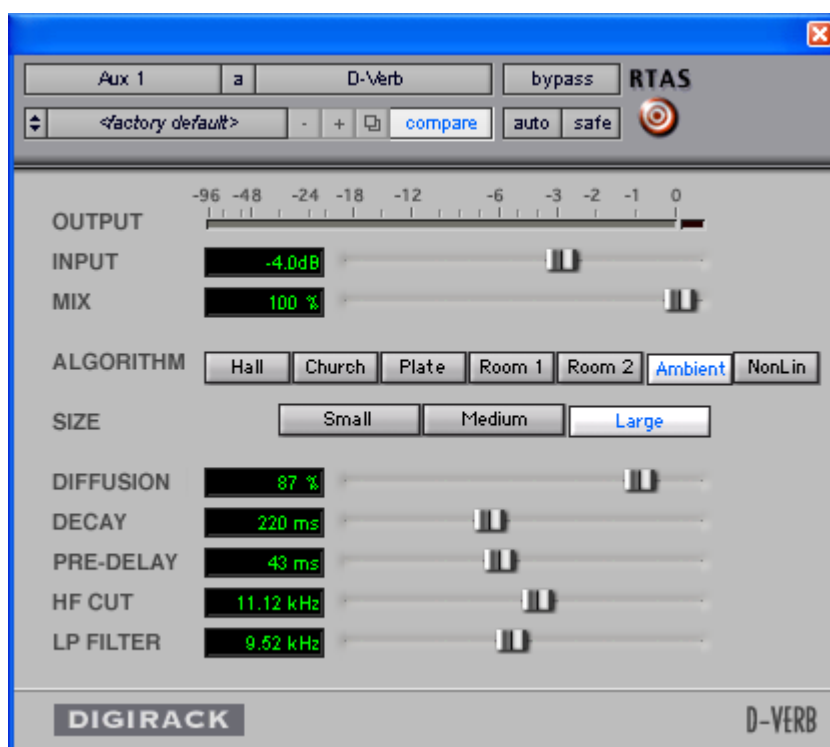 Aux 1 a D-Verb bypass RTAS
<factory default> - + compare auto safe
-96 -48 -24 -18 -12 -6 -3 -2 -1 0
OUTPUT
INPUT -4.0dB
MIX 100 %
ALGORITHM Hall Church Plate Room 1 Room 2 Ambient NonLin
SIZE Small Medium Large
DIFFUSION 87 %
DECAY 220 ms
PRE-DELAY 43 ms
HF CUT 11.12 kHz
LP FILTER 9.52 kHz
DIGIRACK D-VERB